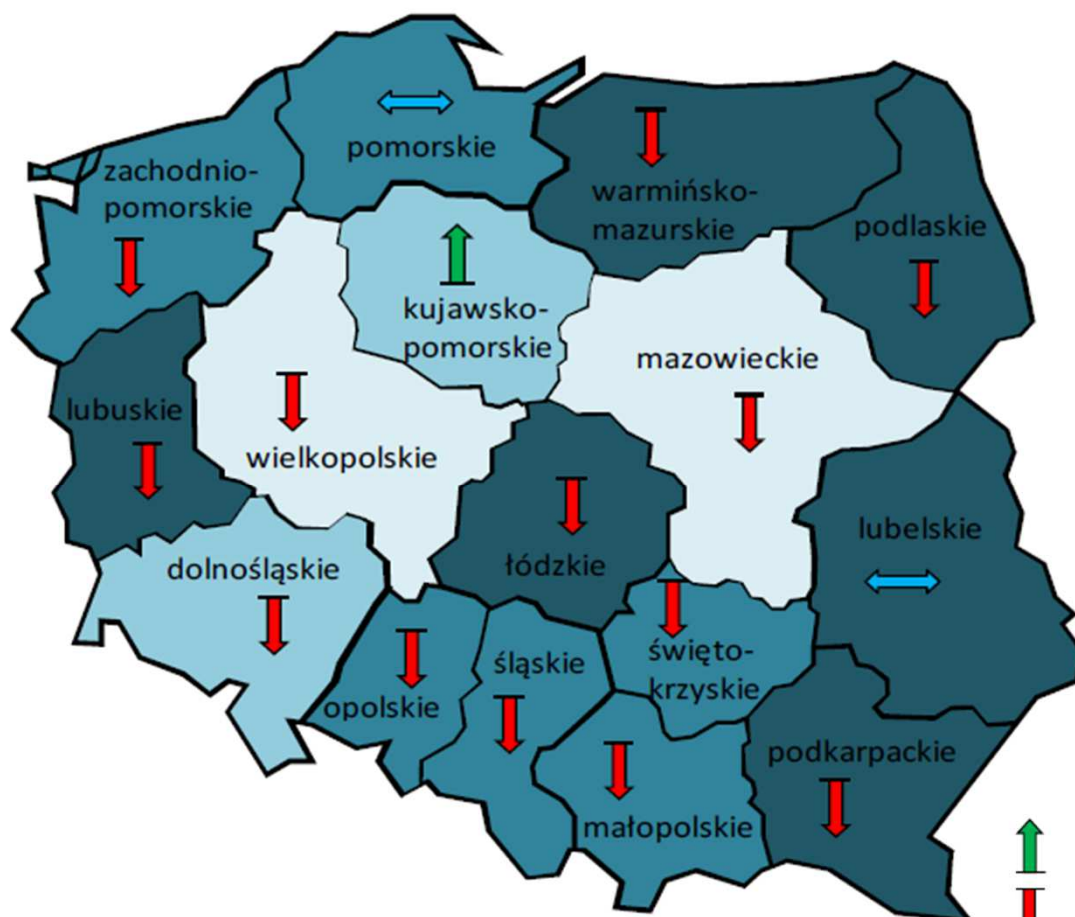 pomorskie
zachodnio-
pomorskie
warmińsko-
mazurskie
podlaskie
kujawsko-
pomorskie
mazowieckie
lubuskie
wielkopolskie
lubelskie
dolnośląskie
łódzkie
śląskie
święto-
krzyskie
opolskie
podkarpackie
małopolskie